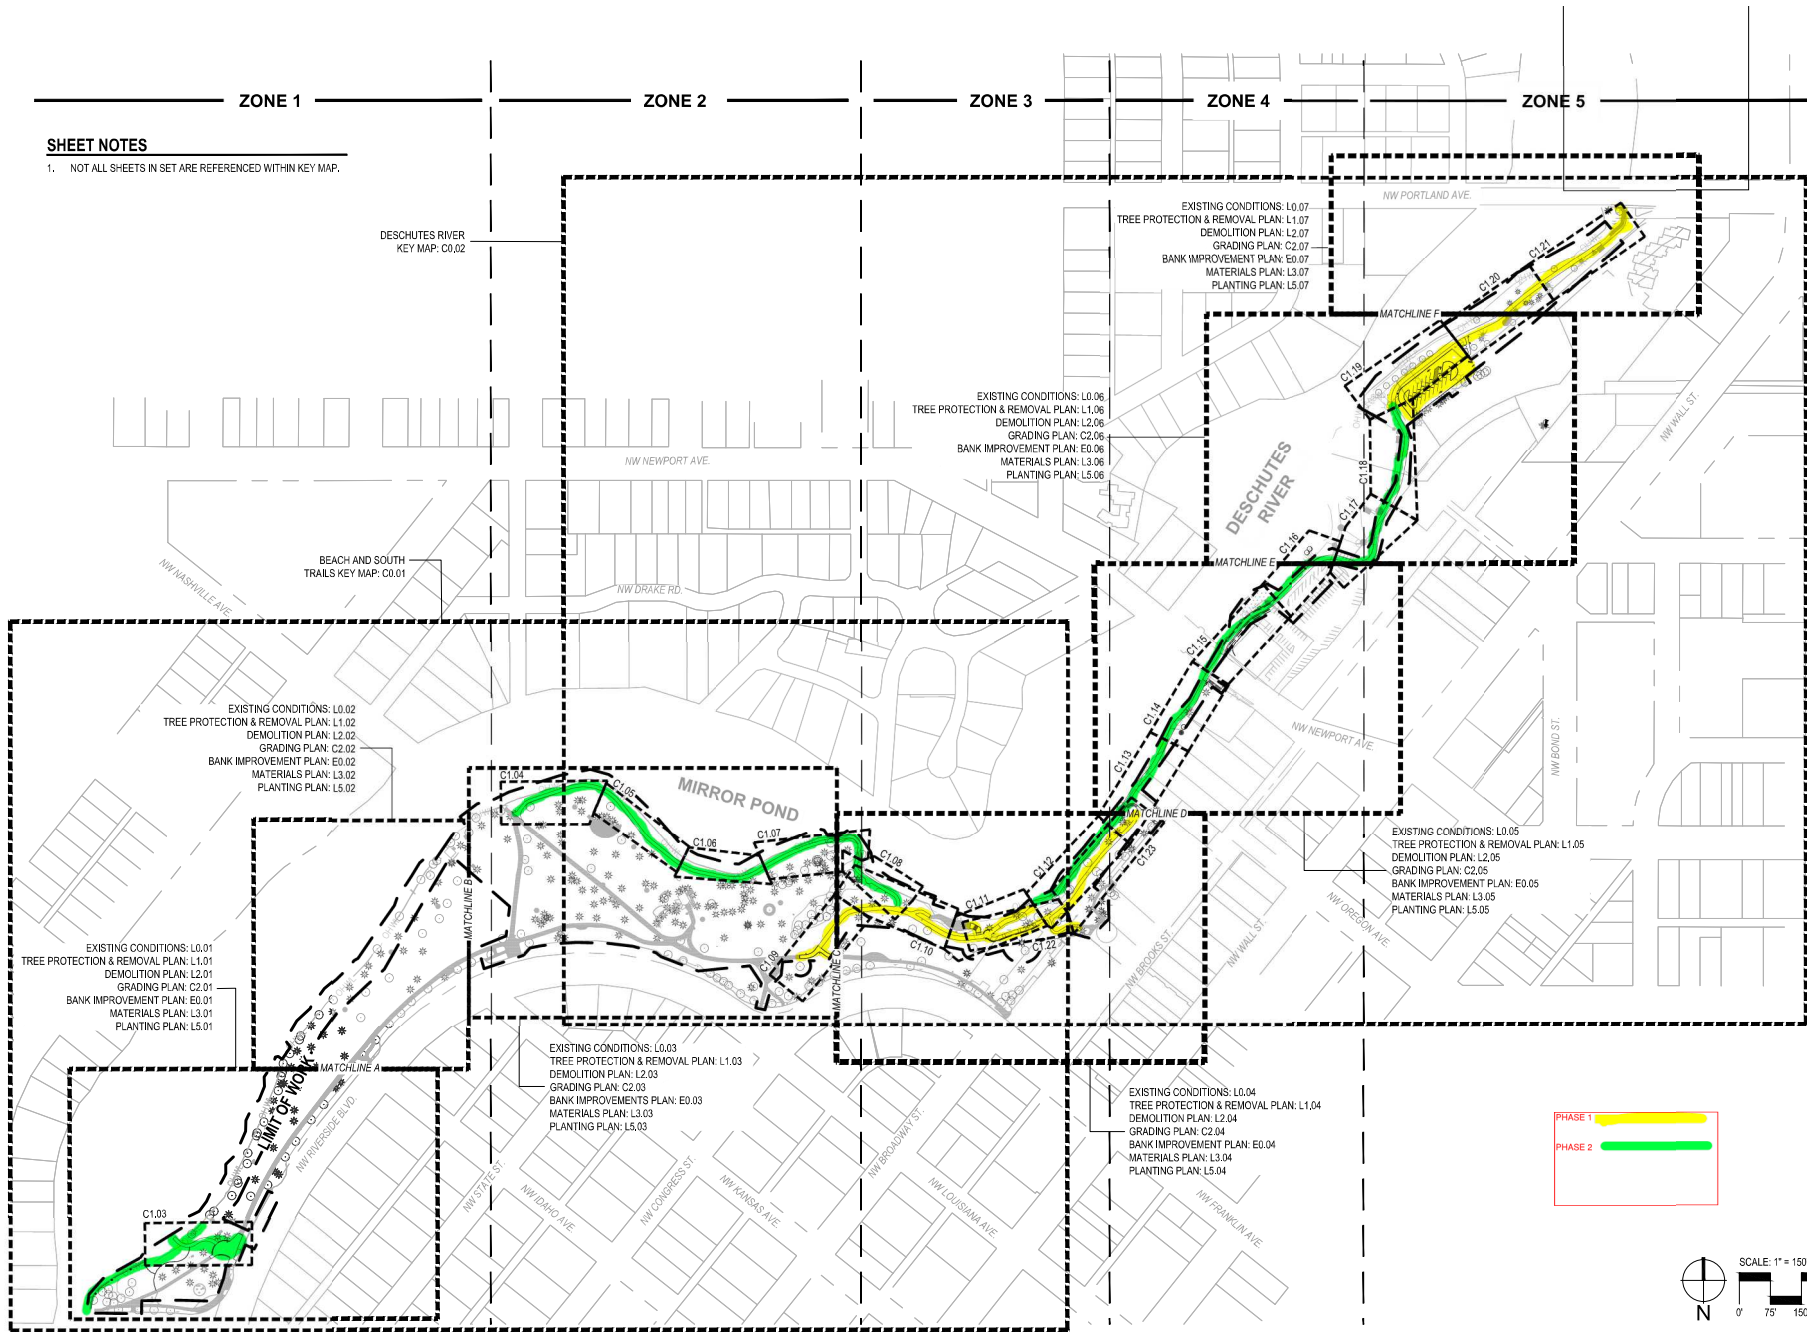 ZONE 1
ZONE 2
ZONE 3
ZONE 4
ZONE 5
SHEET NOTES
1. NOT ALL SHEETS IN SET ARE REFERENCED WITHIN KEY MAP.
DESCHUTES RIVER
KEY MAP: C0.02
NW PORTLAND AVE.
EXISTING CONDITIONS: L0.07
TREE PROTECTION & REMOVAL PLAN: L1.07
DEMOLITION PLAN: L2.07
GRADING PLAN: C2.07
BANK IMPROVEMENT PLAN: E0.07
MATERIALS PLAN: L3.07
PLANTING PLAN: L5.07
C1.21
C1.20
MATCHLINE F
C1.19
EXISTING CONDITIONS: L0.06
TREE PROTECTION & REMOVAL PLAN: L1.06
DEMOLITION PLAN: L2.06
GRADING PLAN: C2.06
BANK IMPROVEMENT PLAN: E0.06
MATERIALS PLAN: L3.06
PLANTING PLAN: L5.06
NW WALL ST.
NW NEWPORT AVE.
DESCHUTES
RIVER
C1.18
C1.17
C1.16
MATCHLINE E
BEACH AND SOUTH
TRAILS KEY MAP: C0.01
NW NASHVILLE AVE.
NW DRAKE RD.
C1.15
C1.14
C1.13
NW NEWPORT AVE.
NW BOND ST.
EXISTING CONDITIONS: L0.02
TREE PROTECTION & REMOVAL PLAN: L1.02
DEMOLITION PLAN: L2.02
GRADING PLAN: C2.02
BANK IMPROVEMENT PLAN: E0.02
MATERIALS PLAN: L3.02
PLANTING PLAN: L5.02
C1.04
C1.05
MIRROR POND
C1.06
C1.07
C1.08
MATCHLINE D
C1.23
C1.12
C1.11
C1.10
C1.22
C1.09
MATCHLINE B
MATCHLINE C
EXISTING CONDITIONS: L0.05
TREE PROTECTION & REMOVAL PLAN: L1.05
DEMOLITION PLAN: L2.05
GRADING PLAN: C2.05
BANK IMPROVEMENT PLAN: E0.05
MATERIALS PLAN: L3.05
PLANTING PLAN: L5.05
NW OREGON AVE.
NW WALL ST.
NW BROOKS ST.
EXISTING CONDITIONS: L0.01
TREE PROTECTION & REMOVAL PLAN: L1.01
DEMOLITION PLAN: L2.01
GRADING PLAN: C2.01
BANK IMPROVEMENT PLAN: E0.01
MATERIALS PLAN: L3.01
PLANTING PLAN: L5.01
MATCHLINE A
LIMIT OF WORK
NW RIVERSIDE BLVD.
EXISTING CONDITIONS: L0.03
TREE PROTECTION & REMOVAL PLAN: L1.03
DEMOLITION PLAN: L2.03
GRADING PLAN: C2.03
BANK IMPROVEMENTS PLAN: E0.03
MATERIALS PLAN: L3.03
PLANTING PLAN: L5.03
EXISTING CONDITIONS: L0.04
TREE PROTECTION & REMOVAL PLAN: L1.04
DEMOLITION PLAN: L2.04
GRADING PLAN: C2.04
BANK IMPROVEMENT PLAN: E0.04
MATERIALS PLAN: L3.04
PLANTING PLAN: L5.04
NW STATE ST.
NW IDAHO AVE.
NW CONGRESS ST.
NW KANSAS AVE.
NW BROADWAY ST.
NW LOUISIANA AVE.
NW FRANKLIN AVE.
C1.03
PHASE 1
PHASE 2
SCALE: 1" = 150
N
0'
75'
150